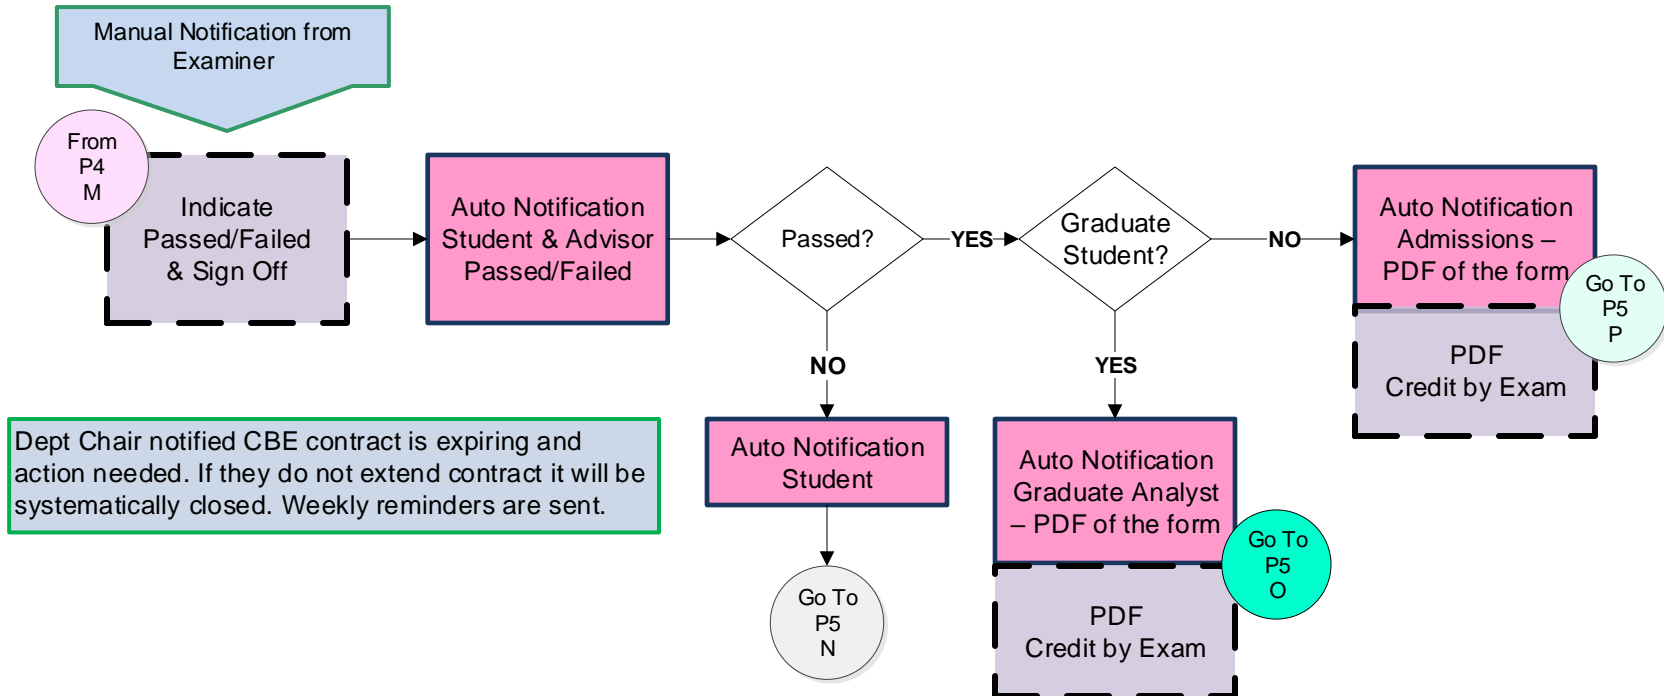 Manual Notification from
Examiner
From
P4
M
Indicate
Passed/Failed
& Sign Off
Auto Notification
Student & Advisor
Passed/Failed
Passed?
YES
Graduate
Student?
NO
Auto Notification
Admissions –
PDF of the form
Go To
P5
P
PDF
Credit by Exam
NO
YES
Dept Chair notified CBE contract is expiring and
action needed. If they do not extend contract it will be
systematically closed. Weekly reminders are sent.
Auto Notification
Student
Go To
P5
N
Auto Notification
Graduate Analyst
– PDF of the form
Go To
P5
O
PDF
Credit by Exam